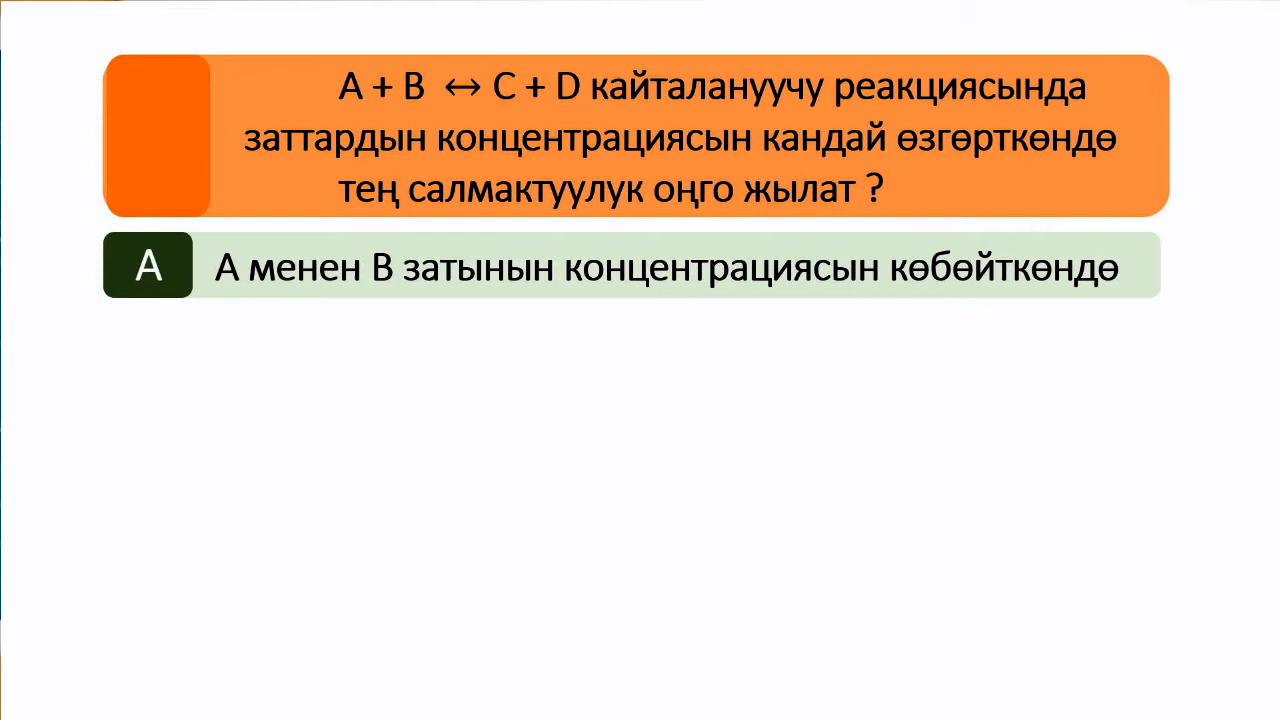 A + B ↔ C + D кайталануучу реакциясында
заттардын концентрациясын кандай өзгөрткөндө
тең салмактуулук оңго жылат ?
А А менен В затынын концентрациясын көбөйткөндө